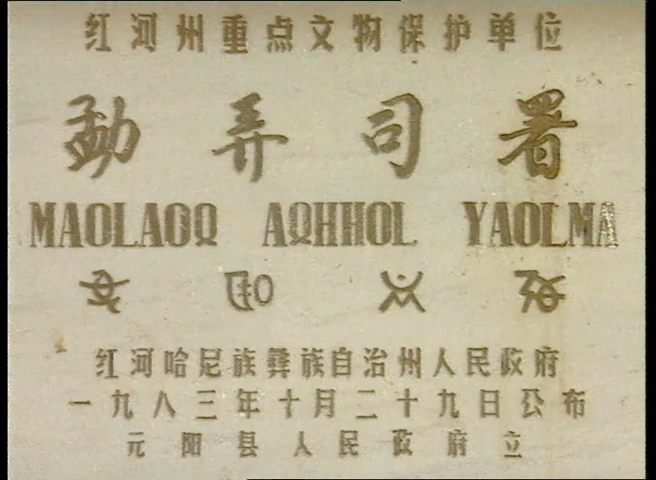 红河州重点文物保护单位
勐弄司署
MAOLAOQ AQHHOL YAOLMA
红河哈尼族彝族自治州人民政府
一九八三年十月二十九日公布
元阳县人民政府立